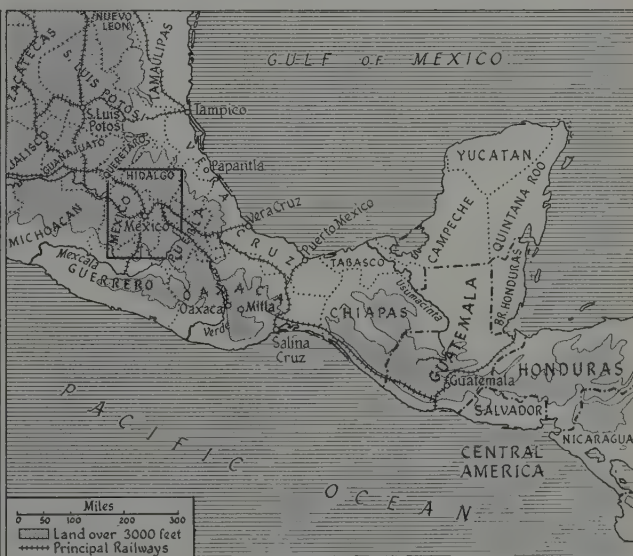 NUEVO
LEON
ZACATECAS
S. LUIS POTOSI
TAMAULIPAS
GULF OF MEXICO
S. Luis
Potosi
Tampico
JALISCO
GUANAJUATO
QUERETARO
HIDALGO
VERA CRUZ
Papantla
YUCATAN
MICHOACAN
MEXICO
Mexico
PUEBLA
Vera Cruz
Puerto Mexico
CAMPECHE
QUINTANA ROO
TABASCO
Mexcala
GUERRERO
OAXACA
Oaxaca
Mitla
Verde
Salina
Cruz
CHIAPAS
Usumacinta
GUATEMALA
BR. HONDURAS
Guatemala
HONDURAS
SALVADOR
NICARAGUA
CENTRAL
AMERICA
PACIFIC
OCEAN
Miles
0 50 100 200 300
Land over 3000 feet
Principal Railways